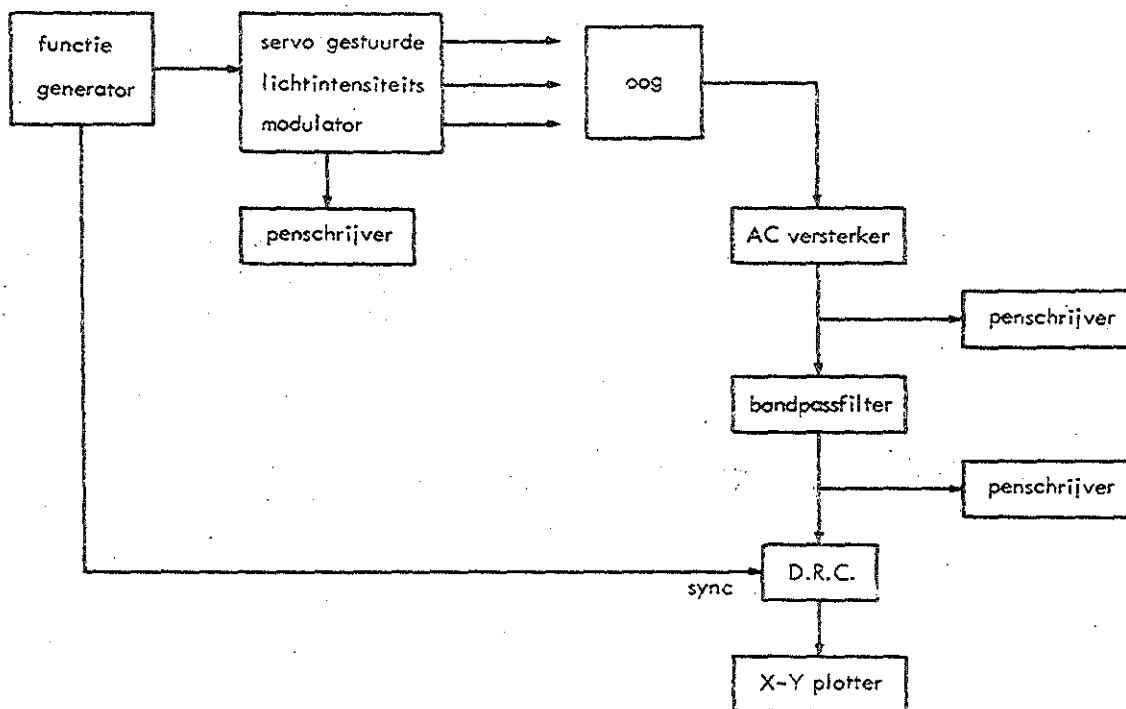 functie
generator
servo gestuurde
lichtintensiteits
modulator
oog
penschrijver
AC versterker
penschrijver
bandpassfilter
penschrijver
D.R.C.
sync
X-Y plotter